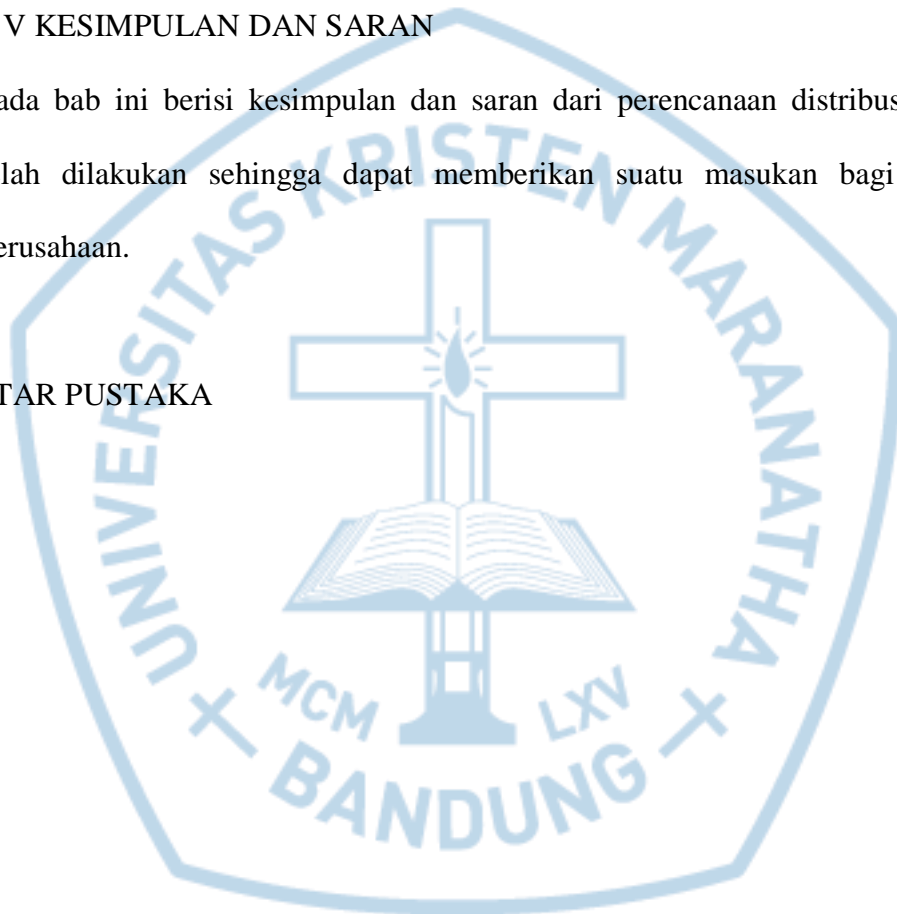 V KESIMPULAN DAN SARAN
ada bab ini berisi kesimpulan dan saran dari perencanaan distribus
lah dilakukan sehingga dapat memberikan suatu masukan bagi
erusahaan.
TAR PUSTAKA
UNIVERSITAS KRISTEN MARANATHA
MCM LXV
BANDUNG